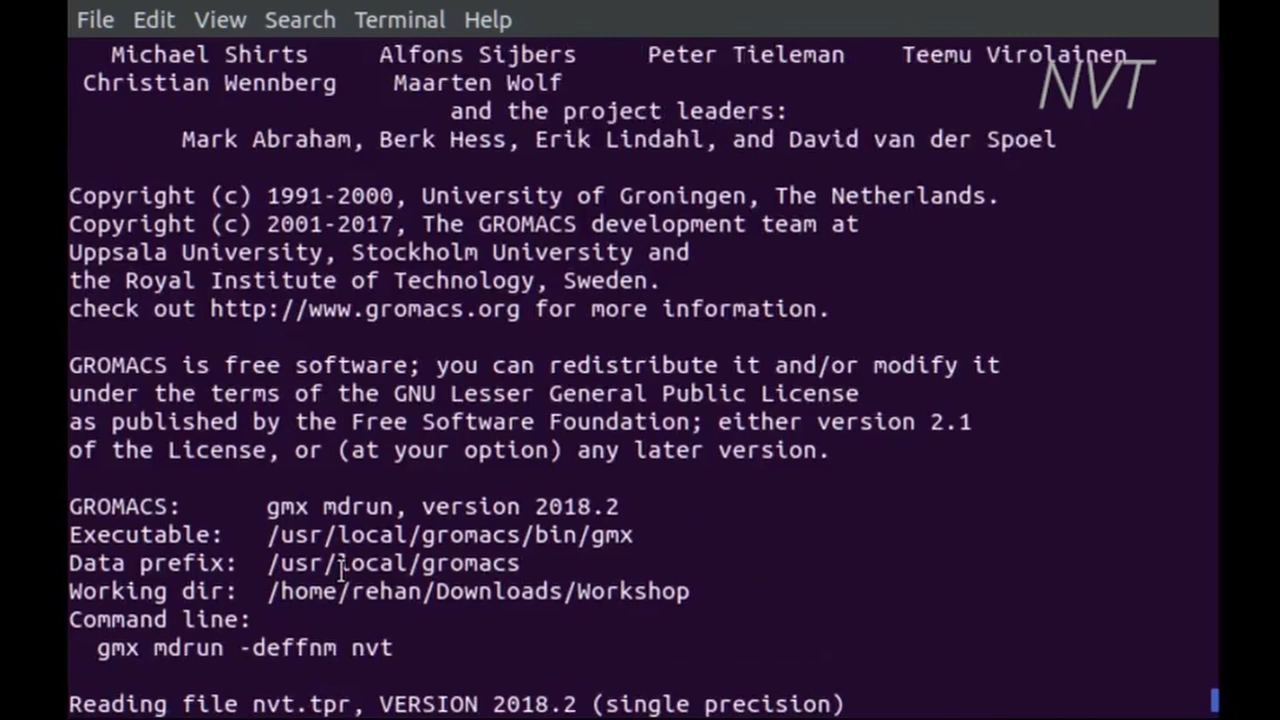 File Edit View Search Terminal Help
Michael Shirts Alfons Sijbers Peter Tieleman Teemu Virolainen
NVT
Christian Wennberg Maarten Wolf
and the project leaders:
Mark Abraham, Berk Hess, Erik Lindahl, and David van der Spoel
Copyright (c) 1991-2000, University of Groningen, The Netherlands.
Copyright (c) 2001-2017, The GROMACS development team at
Uppsala University, Stockholm University and
the Royal Institute of Technology, Sweden.
check out http://www.gromacs.org for more information.
GROMACS is free software; you can redistribute it and/or modify it
under the terms of the GNU Lesser General Public License
as published by the Free Software Foundation; either version 2.1
of the License, or (at your option) any later version.
GROMACS: gmx mdrun, version 2018.2
Executable: /usr/local/gromacs/bin/gmx
Data prefix: /usr/local/gromacs
Working dir: /home/rehan/Downloads/Workshop
Command line:
gmx mdrun -deffnm nvt
Reading file nvt.tpr, VERSION 2018.2 (single precision)